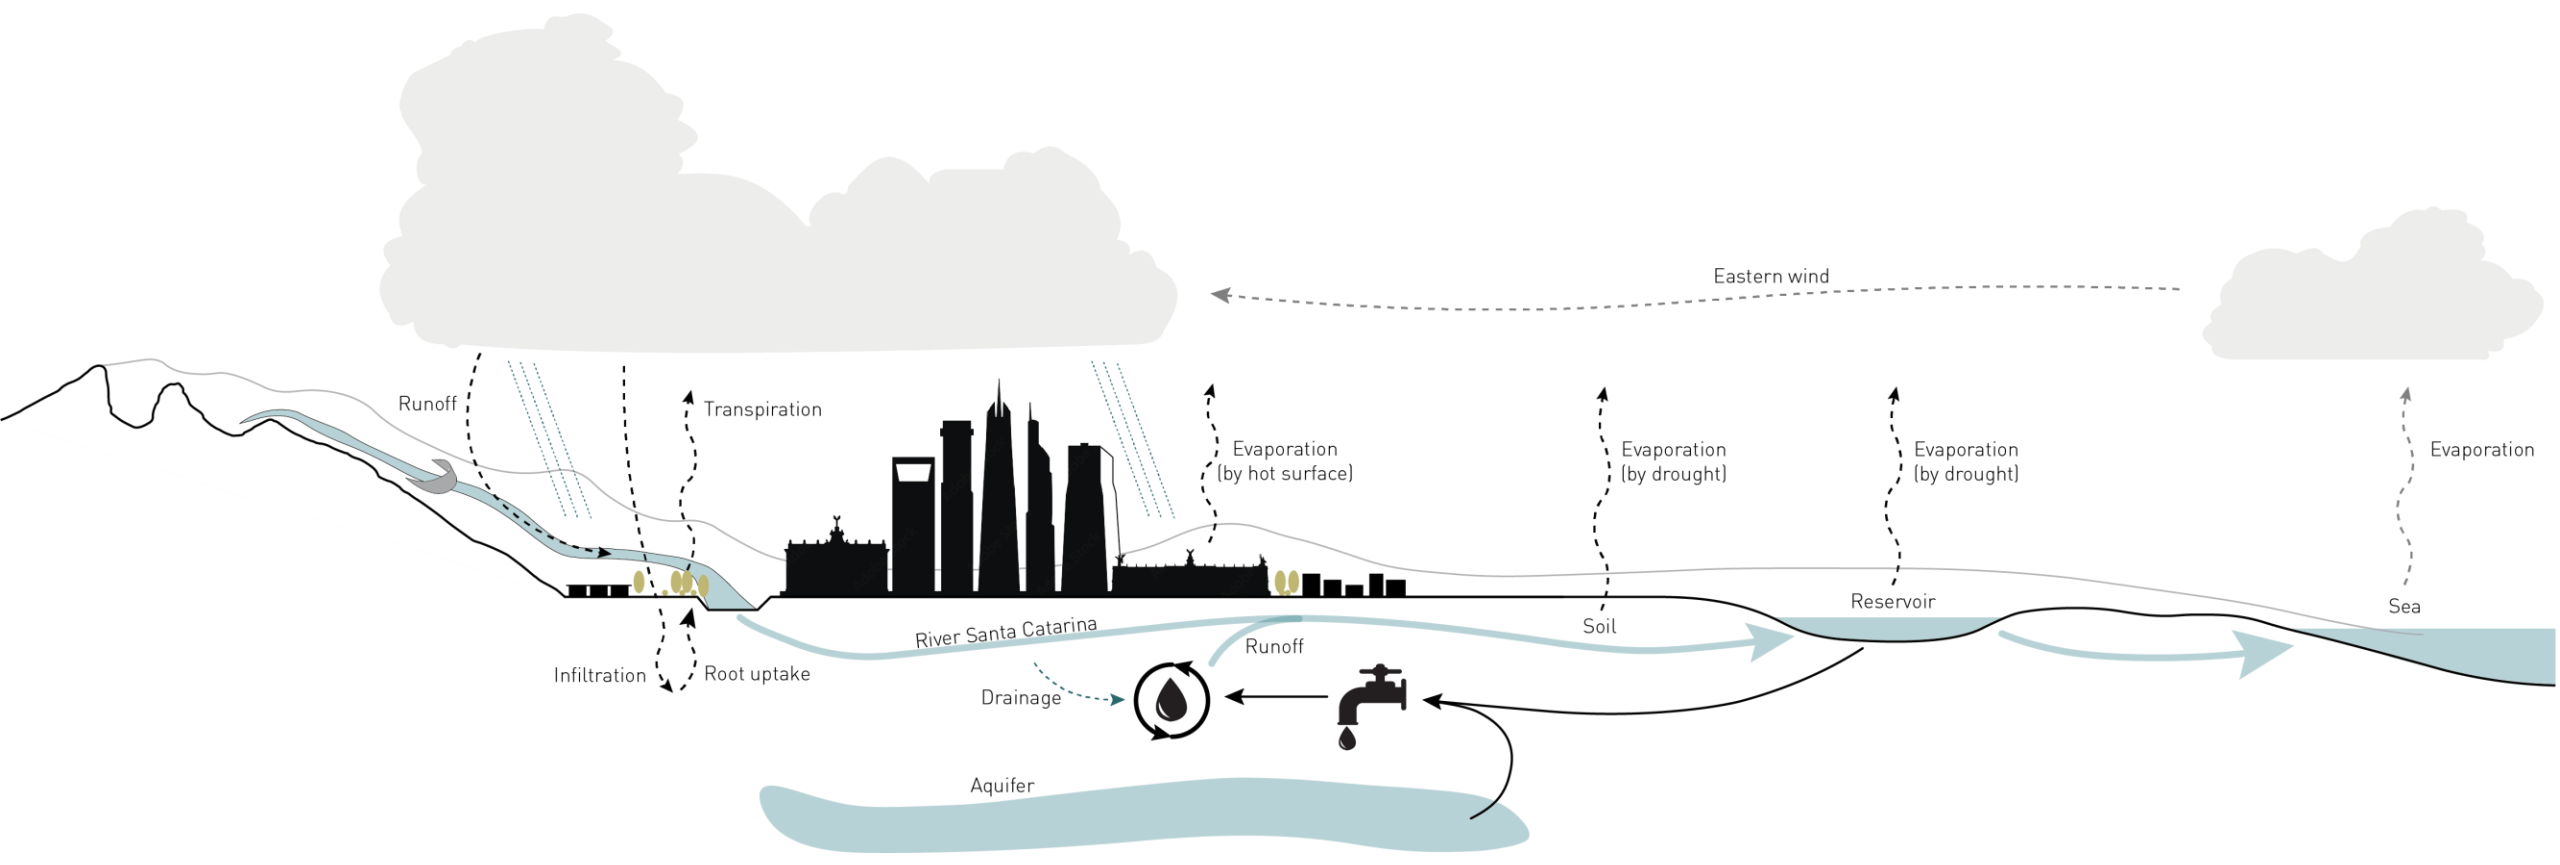 Eastern wind
Runoff
Transpiration
Evaporation
(by hot surface)
Evaporation
(by drought)
Evaporation
(by drought)
Evaporation
Reservoir
Sea
River Santa Catarina
Soil
Runoff
Infiltration
Root uptake
Drainage
Aquifer